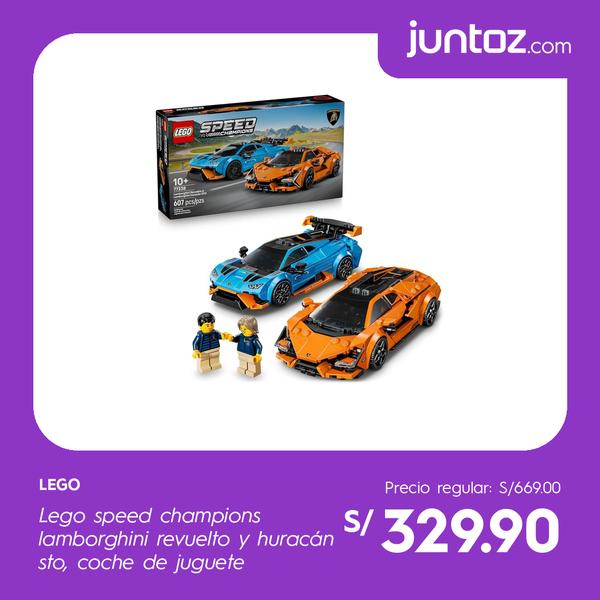 juntoz.com
LEGO
SPEED
CHAMPIONS
10+
607 pcs/pzs
LEGO
Lego speed champions
lamborghini revuelto y huracán
sto, coche de juguete
Precio regular: S/669.00
S/ 329.90